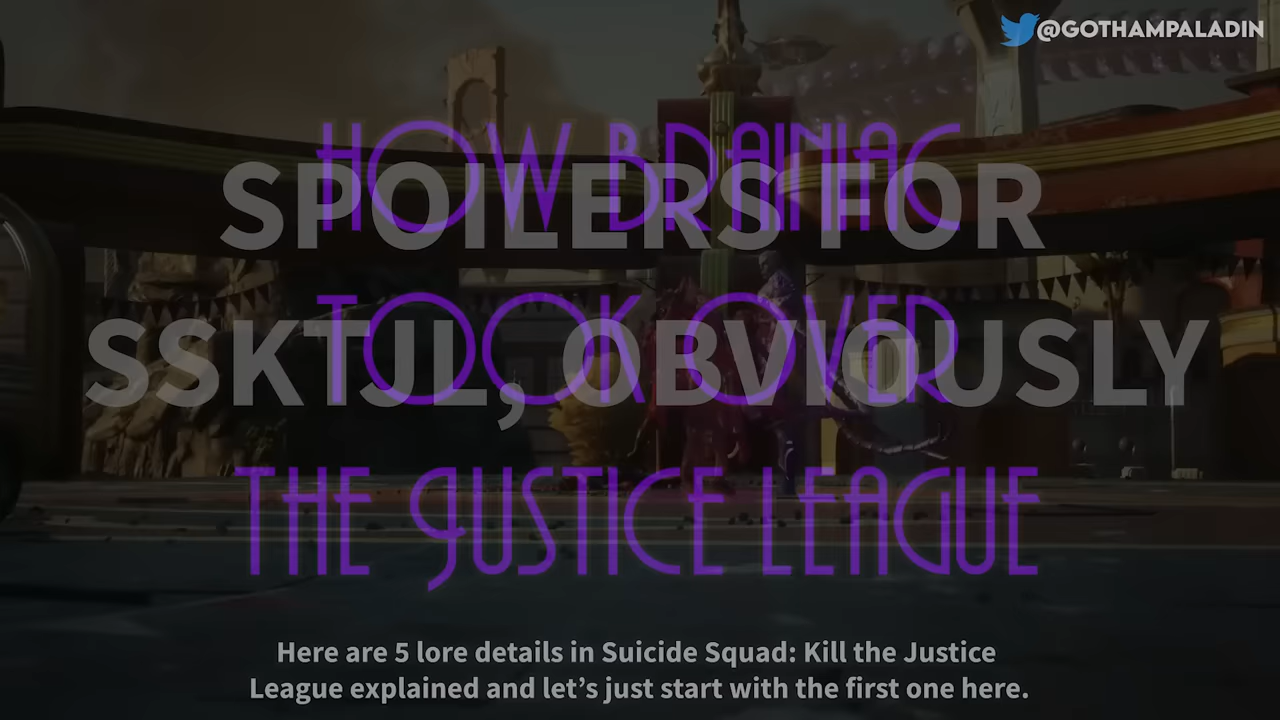 @GOTHAMPALADIN
HOW BRAINIAC
SPOILERS FOR
TOOK OVER
SSKTJL, OBVIOUSLY
THE JUSTICE LEAGUE
Here are 5 lore details in Suicide Squad: Kill the Justice
League explained and let’s just start with the first one here.